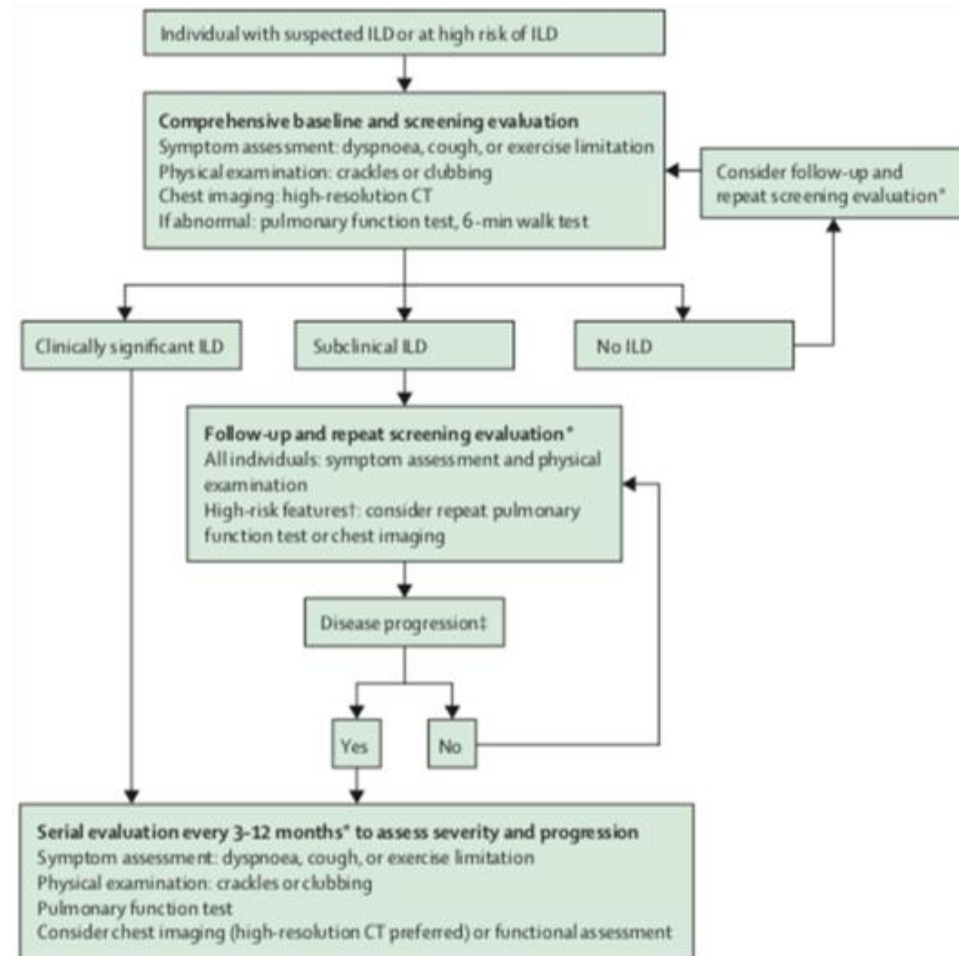 Individual with suspected ILD or at high risk of ILD
Comprehensive baseline and screening evaluation
Symptom assessment: dyspnoea, cough, or exercise limitation
Physical examination: crackles or clubbing
Chest imaging: high-resolution CT
If abnormal: pulmonary function test, 6-min walk test
Consider follow-up and
repeat screening evaluation*
Clinically significant ILD
Subclinical ILD
No ILD
Follow-up and repeat screening evaluation*
All individuals: symptom assessment and physical
examination
High-risk features†: consider repeat pulmonary
function test or chest imaging
Disease progression‡
Yes
No
Serial evaluation every 3–12 months* to assess severity and progression
Symptom assessment: dyspnoea, cough, or exercise limitation
Physical examination: crackles or clubbing
Pulmonary function test
Consider chest imaging (high-resolution CT preferred) or functional assessment